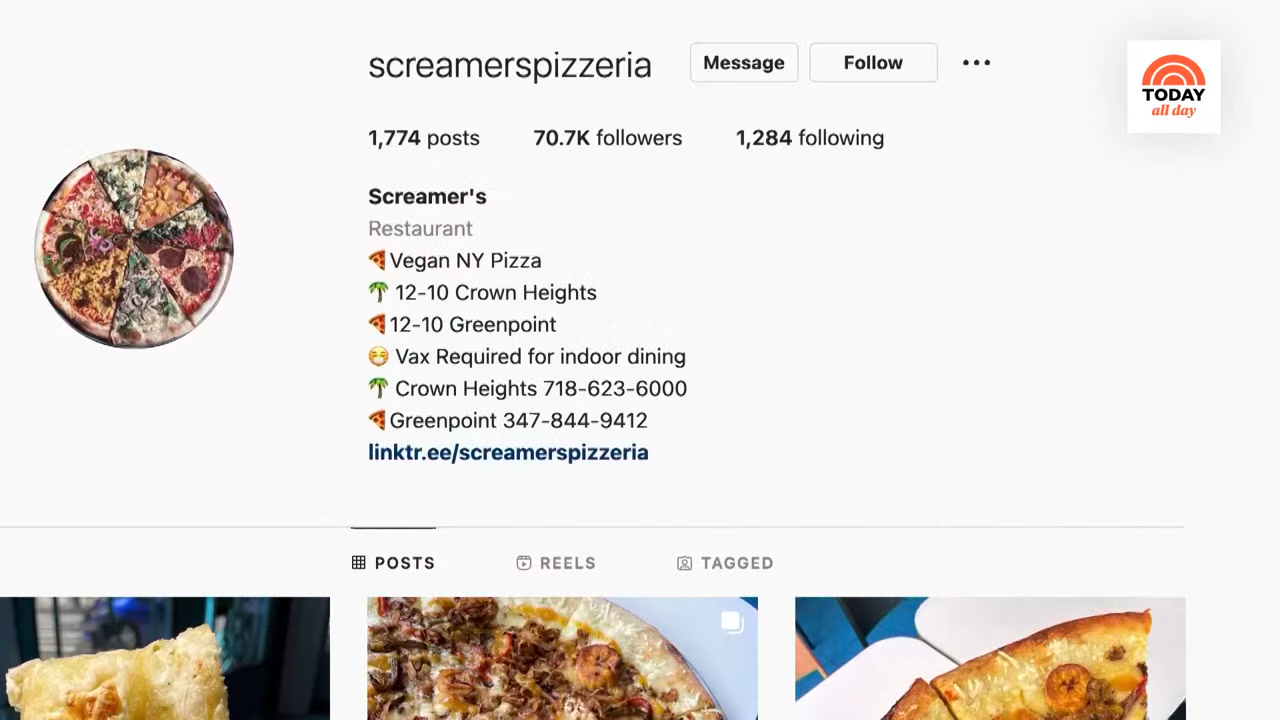 screamerspizzeria
Message
Follow
TODAY
all day
1,774 posts
70.7K followers
1,284 following
Screamer's
Restaurant
🍕Vegan NY Pizza
🌴 12-10 Crown Heights
🍕12-10 Greenpoint
😷 Vax Required for indoor dining
🌴 Crown Heights 718-623-6000
🍕Greenpoint 347-844-9412
linktr.ee/screamerspizzeria
POSTS
REELS
TAGGED